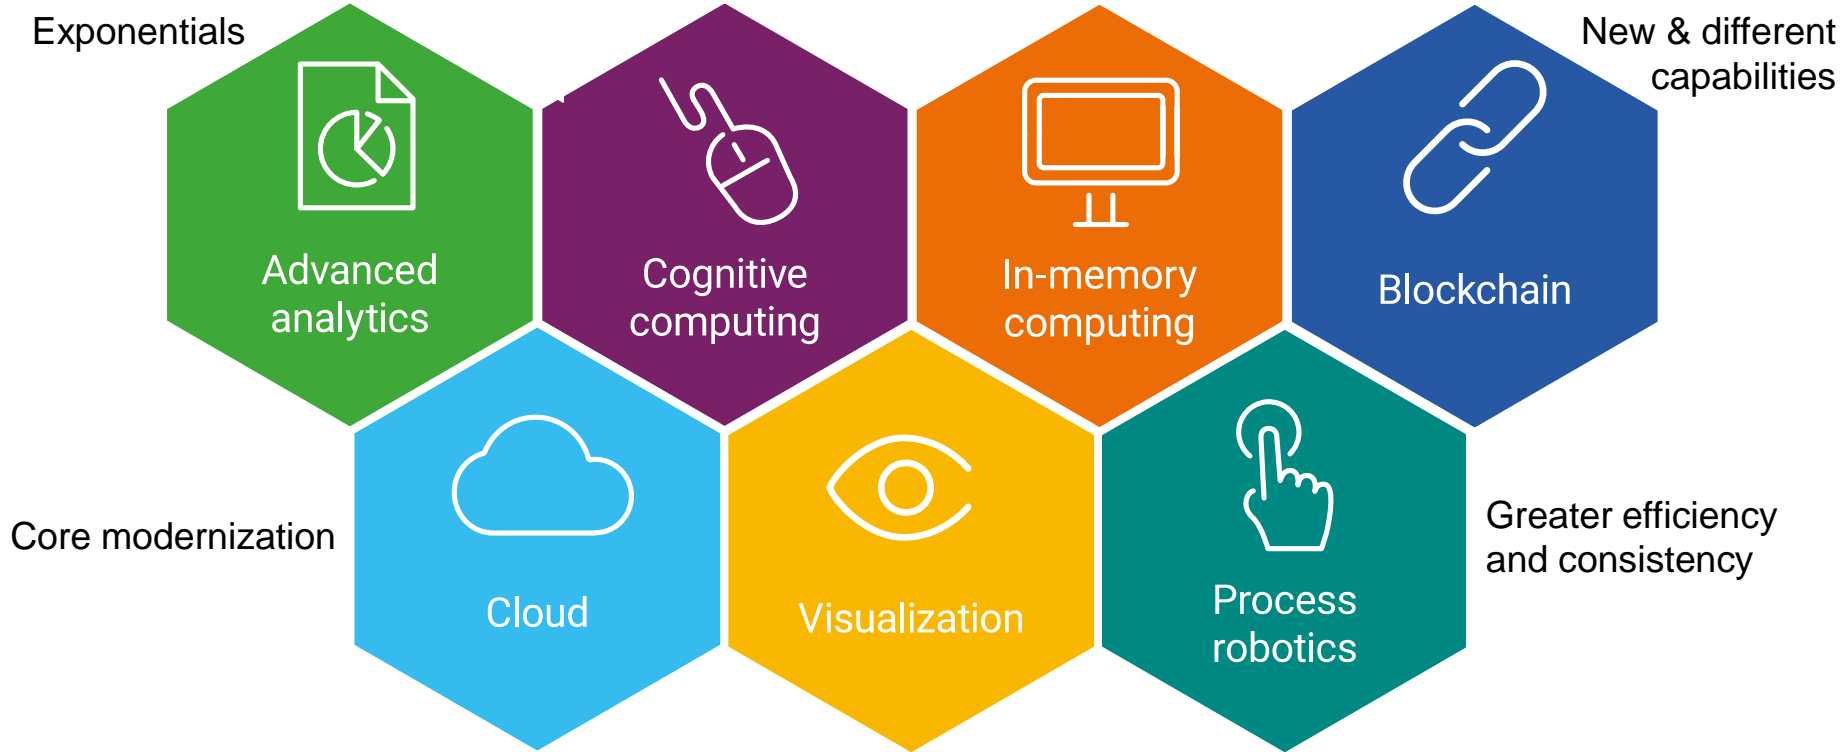 Exponentials
New & different
capabilities
Advanced
analytics
Cognitive
computing
In-memory
computing
Blockchain
Core modernization
Greater efficiency
and consistency
Cloud
Visualization
Process
robotics